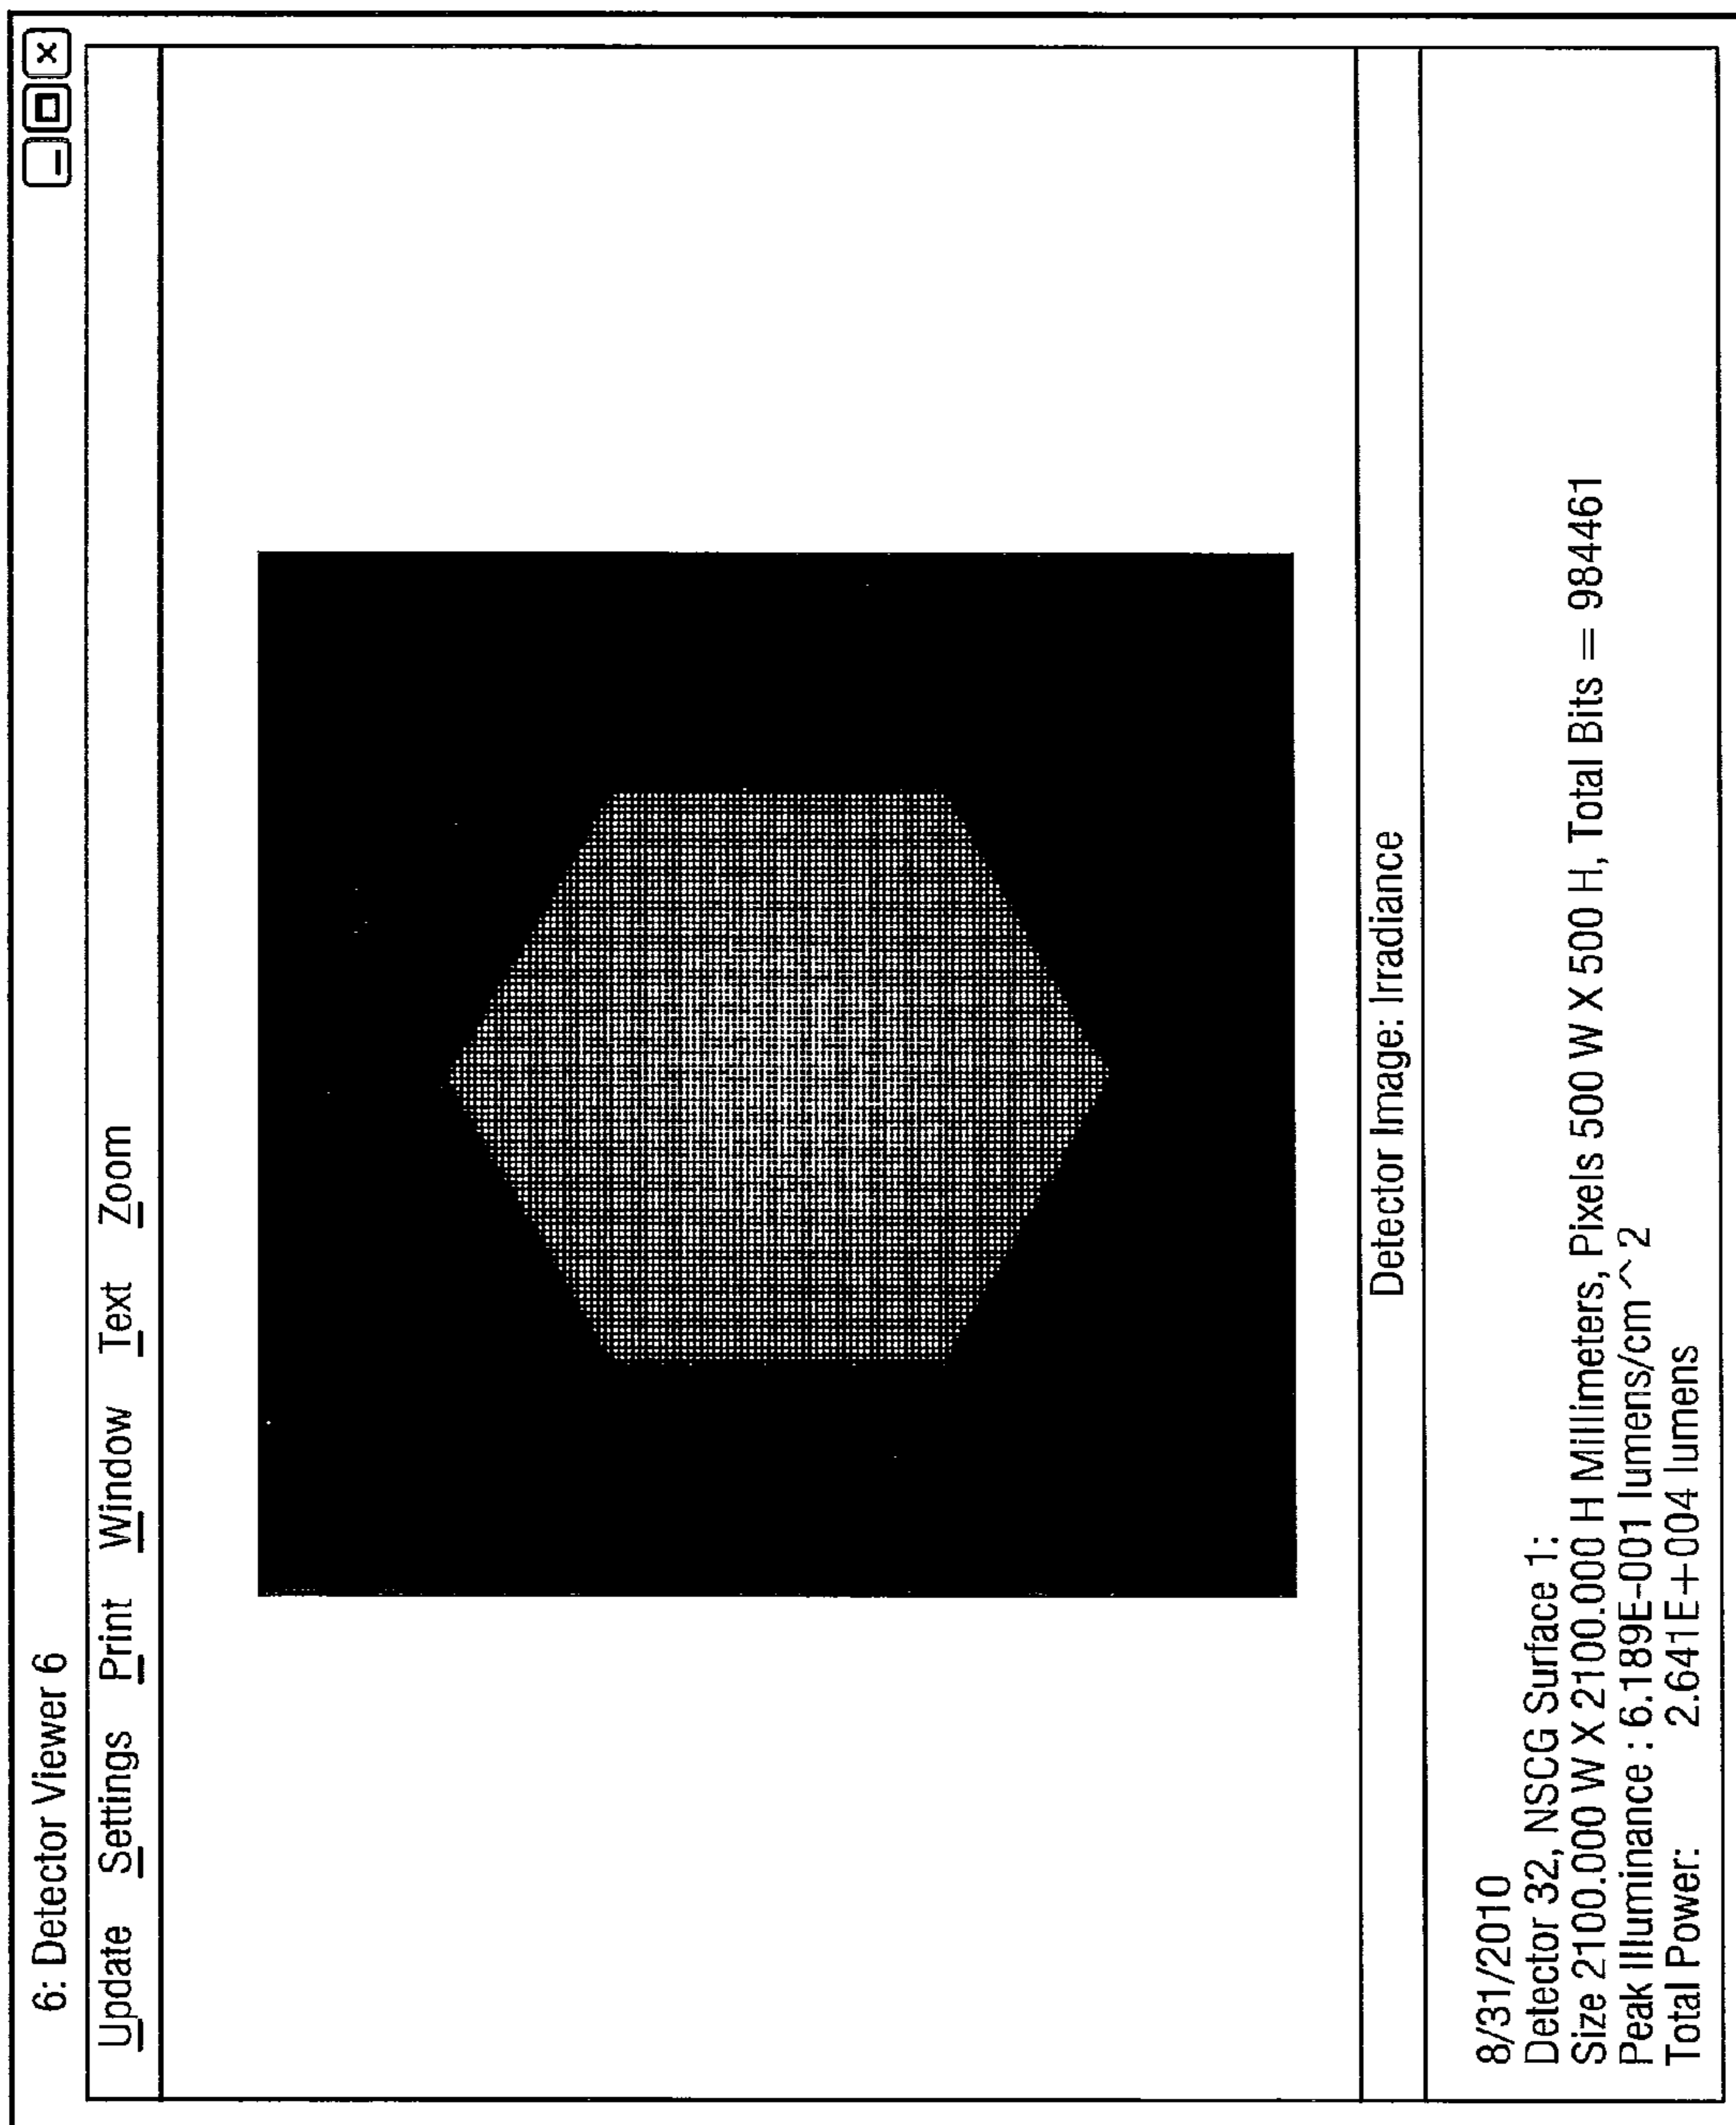 6: Detector Viewer 6
Update Settings Print Window Text Zoom
Detector Image: Irradiance
8/31/2010
Detector 32, NSCG Surface 1:
Size 2100.000 W X 2100.000 H Millimeters, Pixels 500 W X 500 H, Total Bits = 984461
Peak Illuminance : 6.189E-001 lumens/cm^2
Total Power: 2.641E+004 lumens